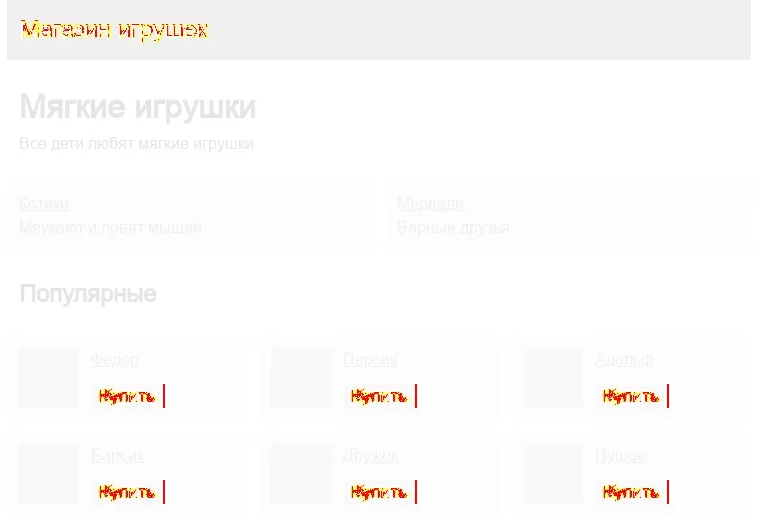 Магазин игрушек
Мягкие игрушки
Все дети любят мягкие игрушки
Котики
Мяукают и ловят мышей
Медведи
Верные друзья
Популярные
Федор
Купить
Персик
Купить
Адольф
Купить
Барсик
Купить
Дружок
Купить
Пушок
Купить